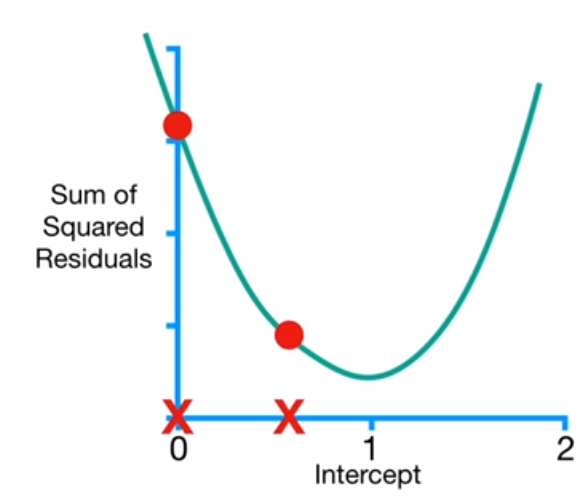 Sum of
Squared
Residuals
X X
0 1 2
Intercept